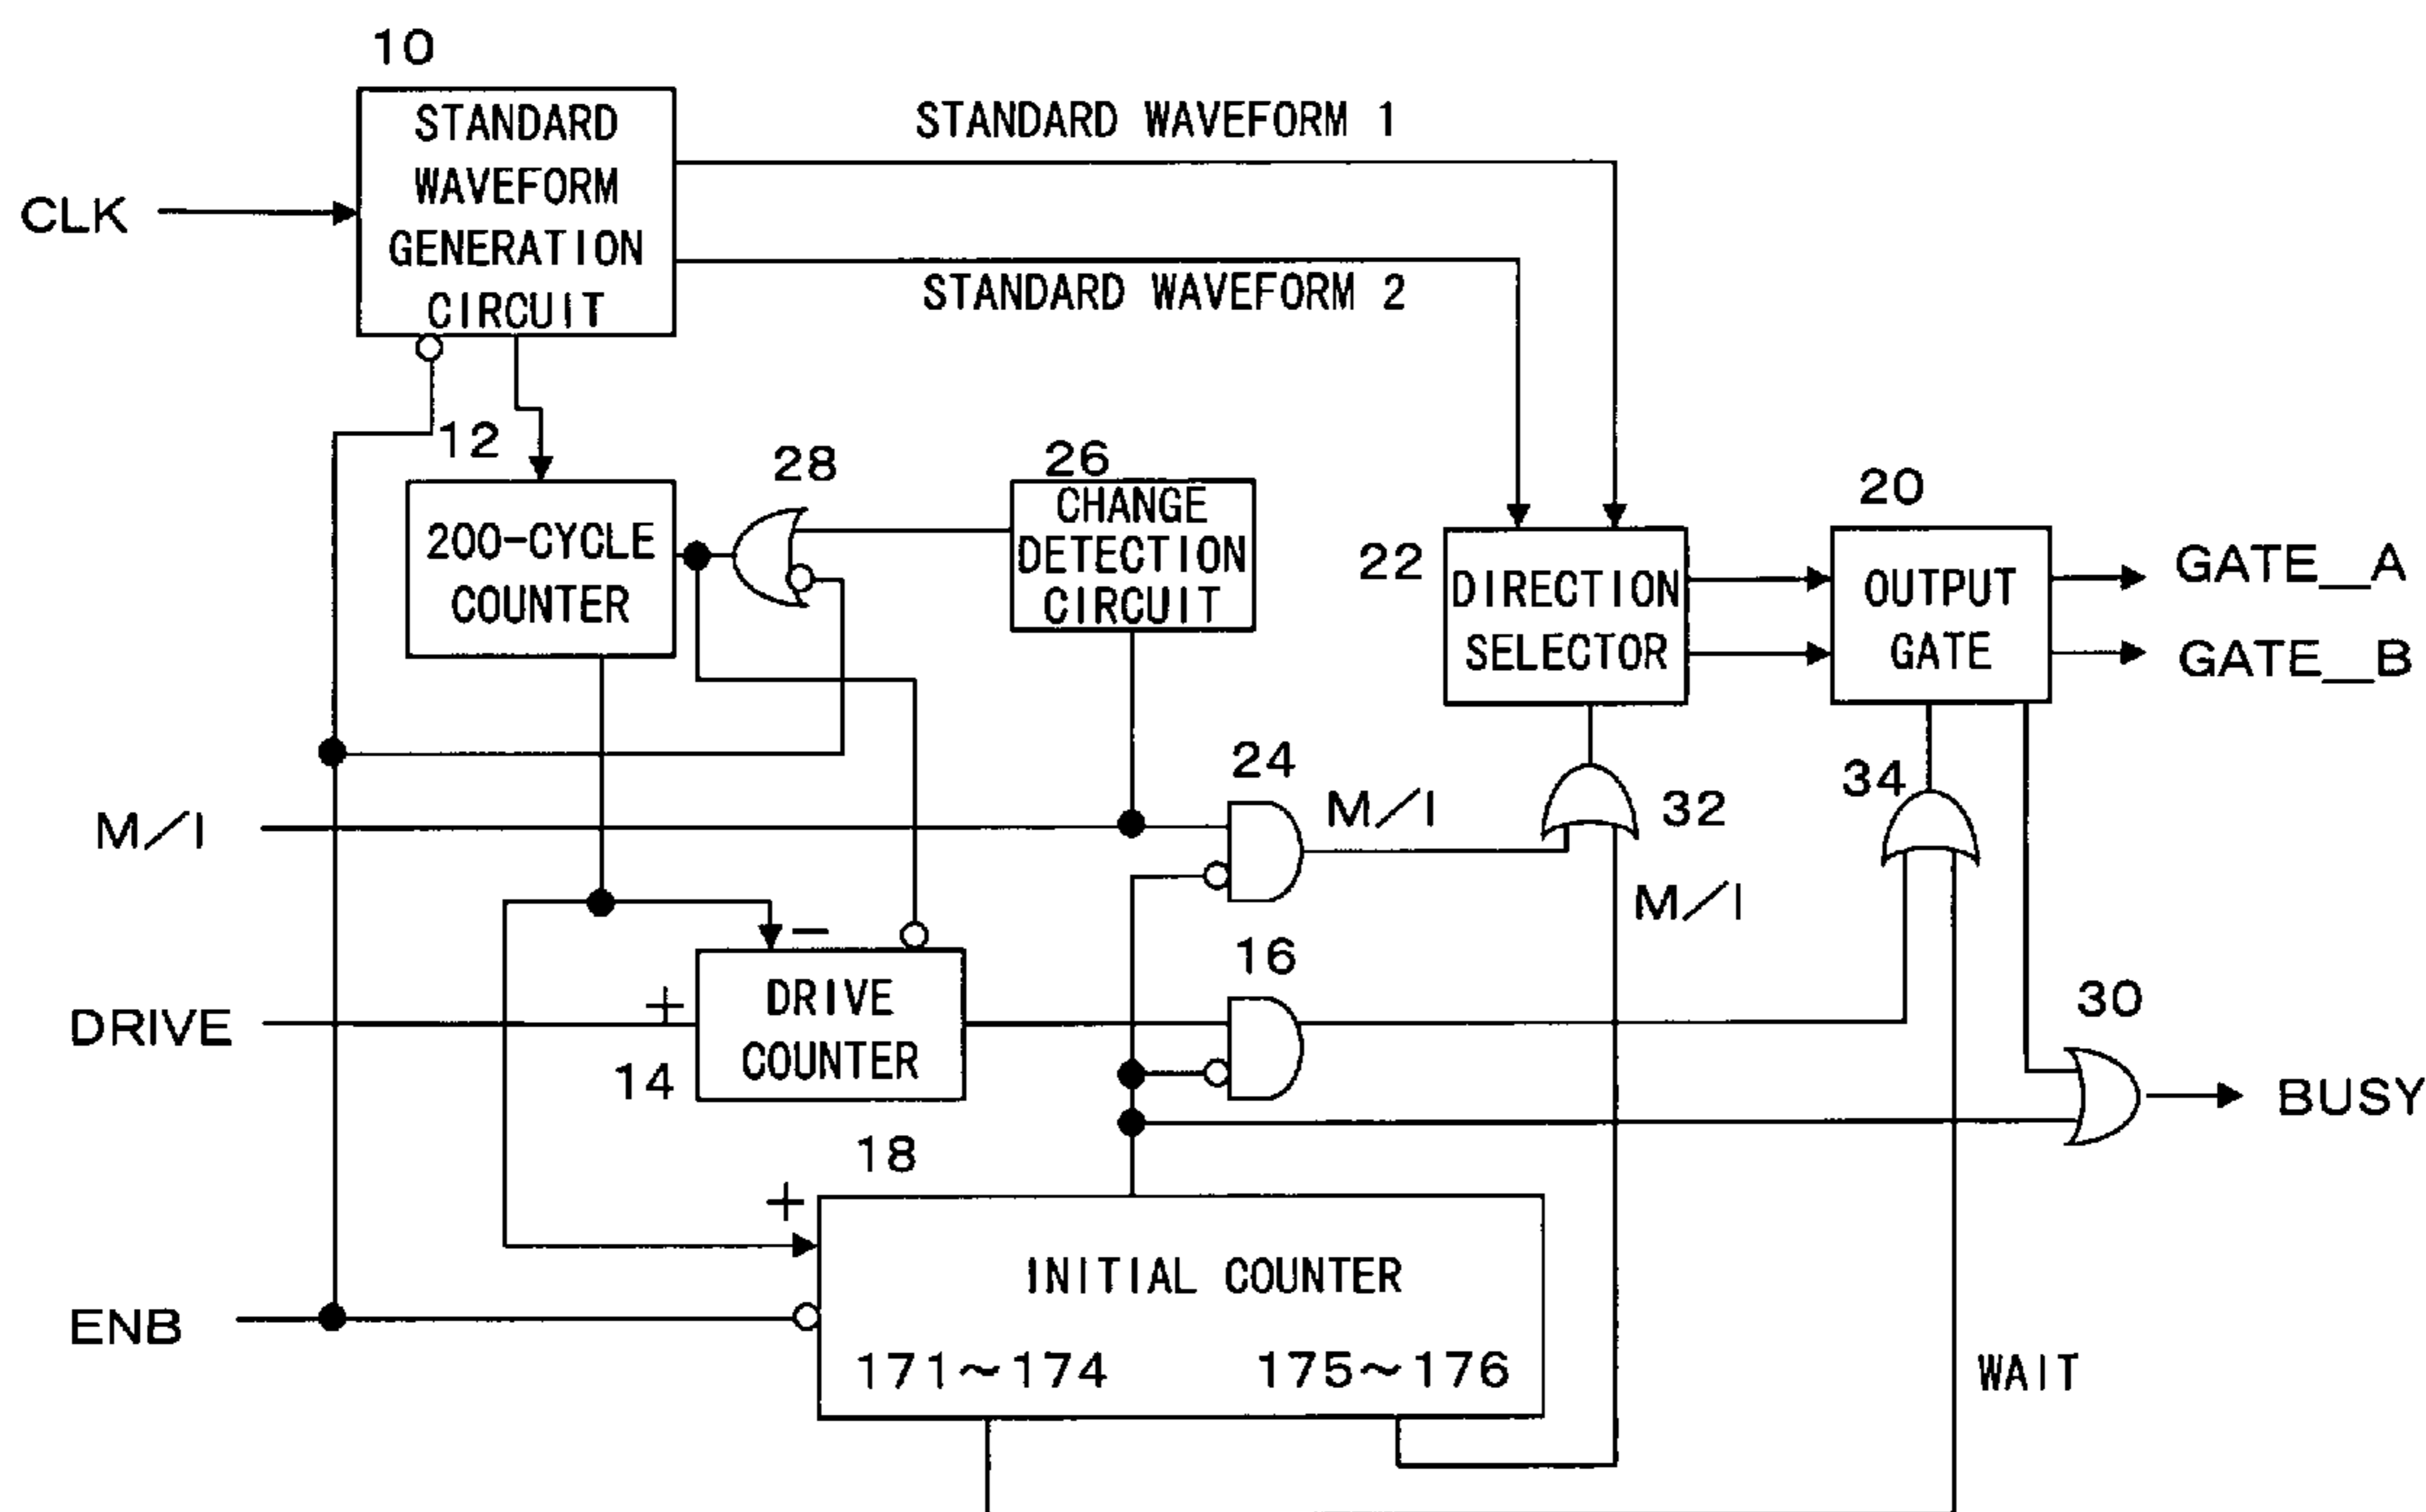 10
STANDARD
WAVEFORM
GENERATION
CIRCUIT
STANDARD WAVEFORM 1
CLK
STANDARD WAVEFORM 2
12
28
26
20
200-CYCLE
COUNTER
CHANGE
DETECTION
CIRCUIT
22
DIRECTION
SELECTOR
OUTPUT
GATE
GATE__A
GATE__B
24
M/I
M/I
32
34
M/I
16
−
+
DRIVE
DRIVE
COUNTER
14
30
BUSY
18
+
INITIAL COUNTER
ENB
171~174 175~176
WAIT